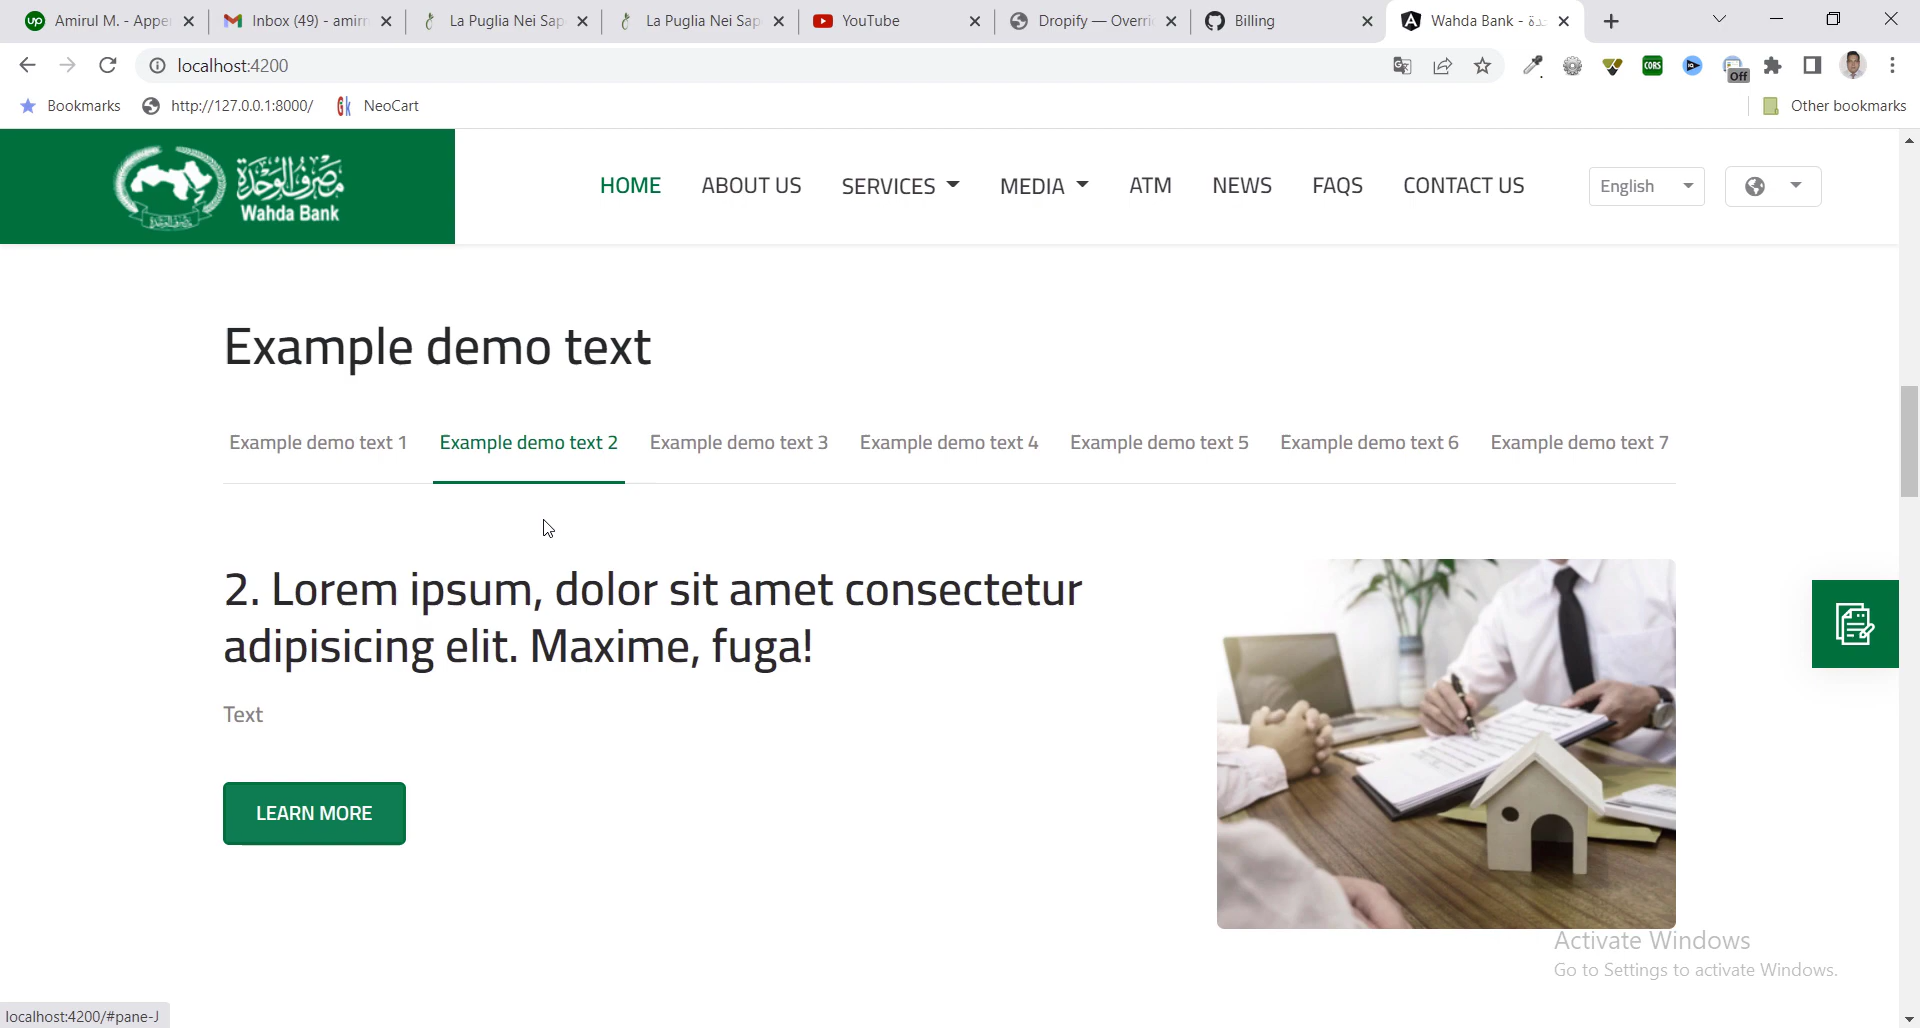 Amirul M. - Appe
Inbox (49) - amirr
La Puglia Nei Sap
La Puglia Nei Sap
YouTube
Dropify — Overri
Billing
Wahda Bank -
localhost:4200
CORS
Off
Bookmarks
http://127.0.0.1:8000/
NeoCart
Other bookmarks
مصرف الوحدة
Wahda Bank
HOME
ABOUT US
SERVICES
MEDIA
ATM
NEWS
FAQS
CONTACT US
English
Example demo text
Example demo text 1
Example demo text 2
Example demo text 3
Example demo text 4
Example demo text 5
Example demo text 6
Example demo text 7
2. Lorem ipsum, dolor sit amet consectetur
adipisicing elit. Maxime, fuga!
Text
LEARN MORE
Activate Windows
Go to Settings to activate Windows.
localhost:4200/#pane-J